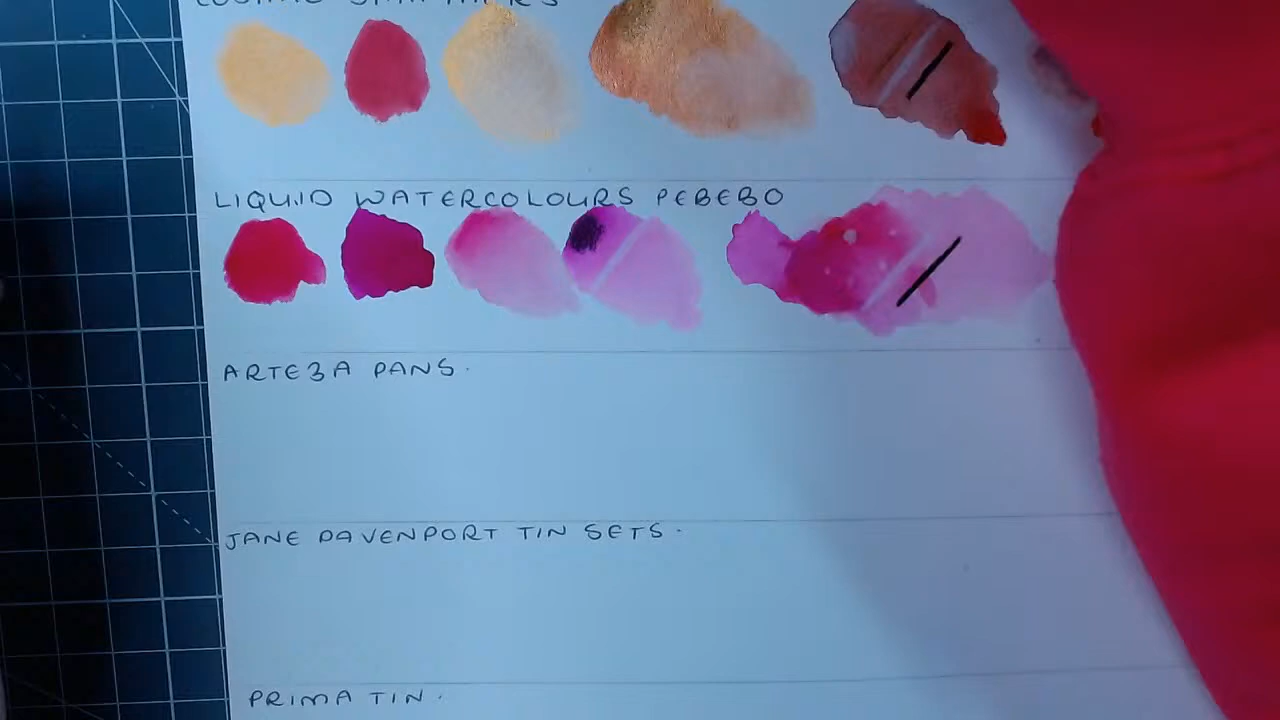 LIQUID WATERCOLOURS PEBEBO
ARTEZA PANS.
JANE DAVENPORT TIN SETS.
PRIMA TIN.